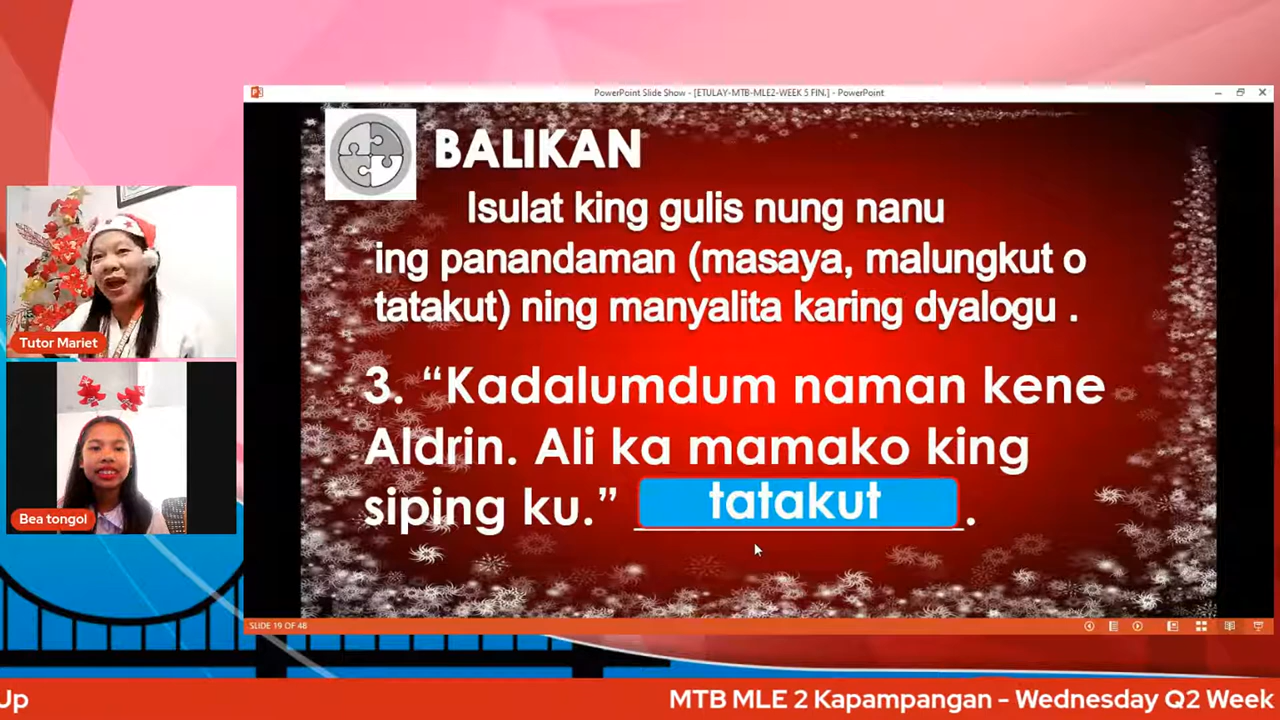 PowerPoint Slide Show - [ETULAY-MTB-MLE2-WEEK 5 FIN.] - PowerPoint
BALIKAN
Isulat king gulis nung nanu
ing panandaman (masaya, malungkut o
tatakut) ning manyalita karing dyalogu .
3. “Kadalumdum naman kene
Aldrin. Ali ka mamako king
siping ku.” tatakut.
Tutor Mariet
Bea tongol
SLIDE 19 OF 48
Up
MTB MLE 2 Kapampangan - Wednesday Q2 Week